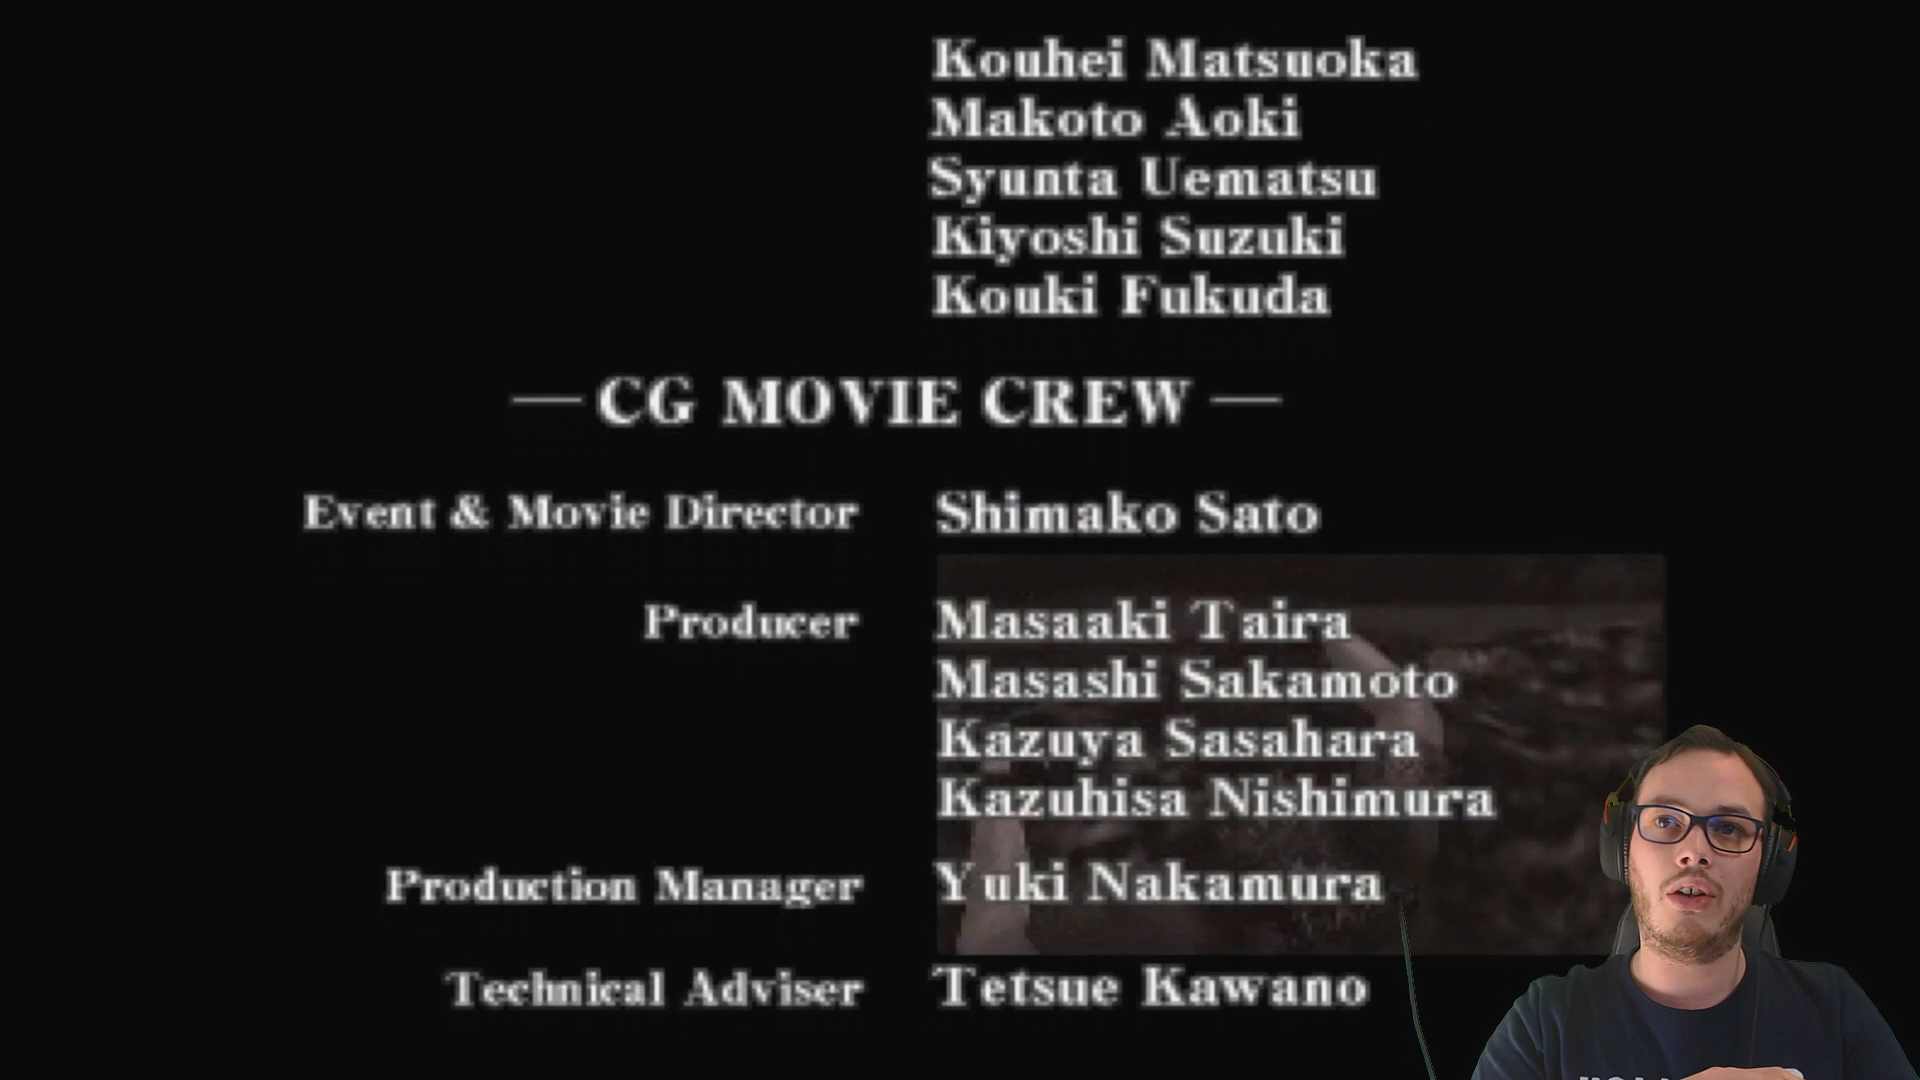 Kouhei Matsuoka
Makoto Aoki
Syunta Uematsu
Kiyoshi Suzuki
Kouki Fukuda
— CG MOVIE CREW —
Event & Movie Director Shimako Sato
Producer Masaaki Taira
Masashi Sakamoto
Kazuya Sasahara
Kazuhisa Nishimura
Production Manager Yuki Nakamura
Technical Adviser Tetsue Kawano